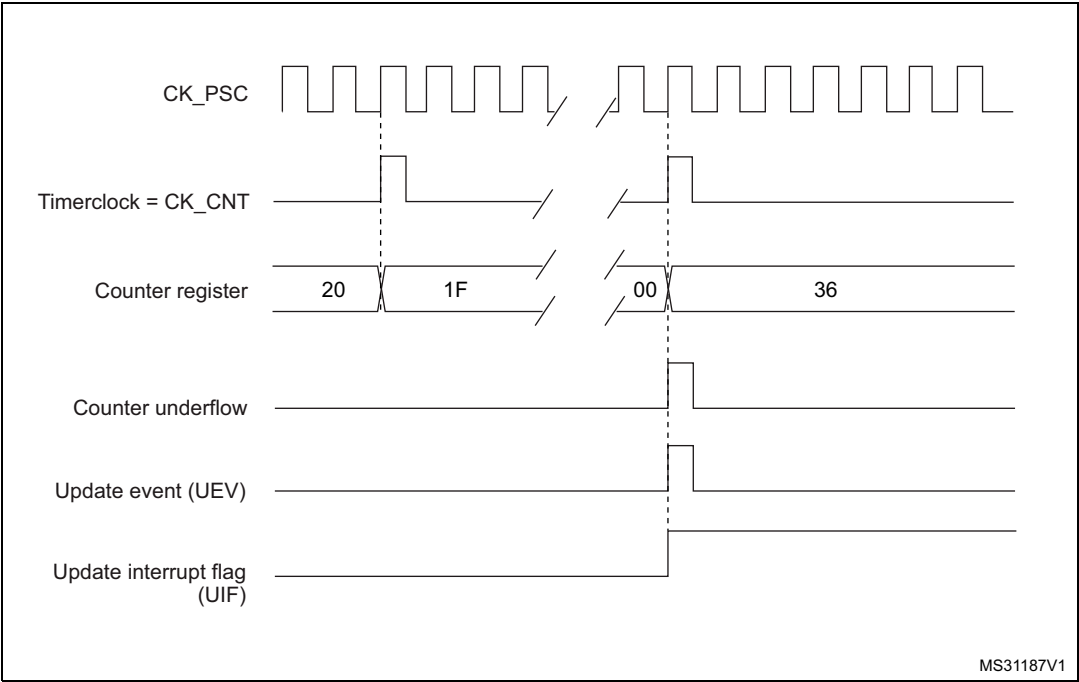 CK_PSC
Timerclock = CK_CNT
Counter register
20
1F
00
36
Counter underflow
Update event (UEV)
Update interrupt flag
(UIF)
MS31187V1